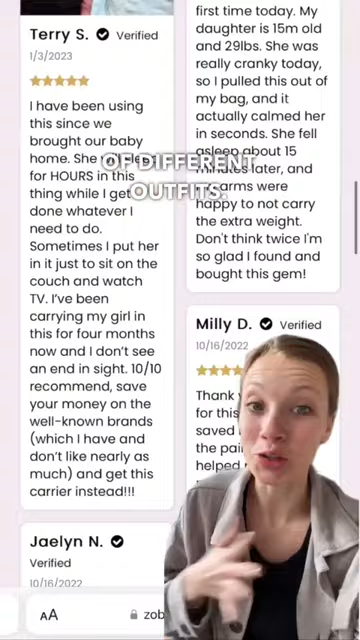 Terry S. Verified
1/3/2023
I have been using
this since we
brought our baby
home. She
for HOURS in this
thing while I get
done whatever I
need to do.
Sometimes I put her
in it just to sit on the
couch and watch
TV. I've been
carrying my girl in
this for four months
now and I don't see
an end in sight. 10/10
recommend, save
your money on the
well-known brands
(which I have and
don't like nearly as
much) and get this
carrier instead!!!
Jaelyn N.
Verified
10/16/2022
first time today. My
daughter is 15m old
and 29lbs. She was
really cranky today,
so I pulled this out of
my bag, and it
actually calmed her
in seconds. She fell
asleep about 15
minutes later, and
arms were
happy to not carry
the extra weight.
Don't think twice I'm
so glad I found and
bought this gem!
Milly D. Verified
10/16/2022
Thank
for this
saved
the pai
helped
OF DIFFERENT
OUTFITS.
AA
zob